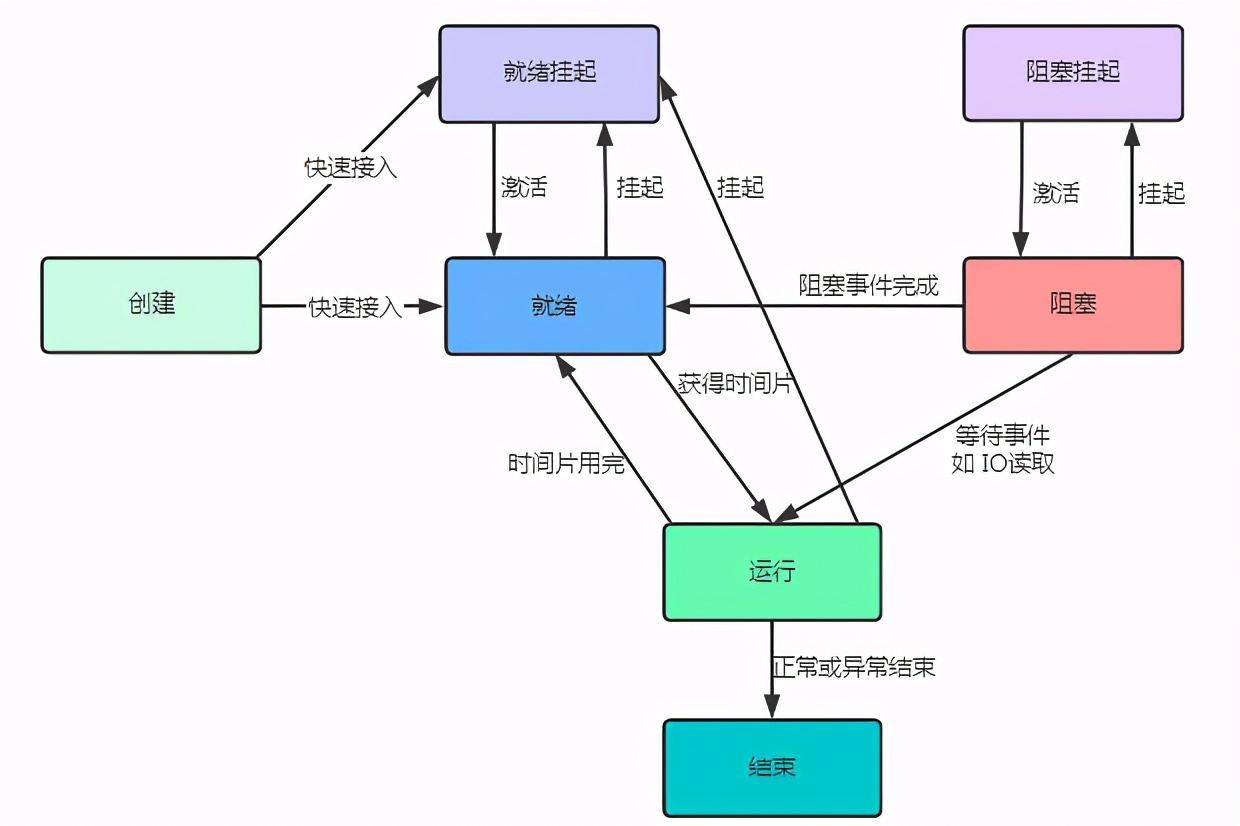 就绪挂起
阻塞挂起
快速接入
激活
挂起
挂起
激活
挂起
创建
快速接入
就绪
阻塞事件完成
阻塞
获得时间片
时间片用完
等待事件
如 IO读取
运行
正常或异常结束
结束